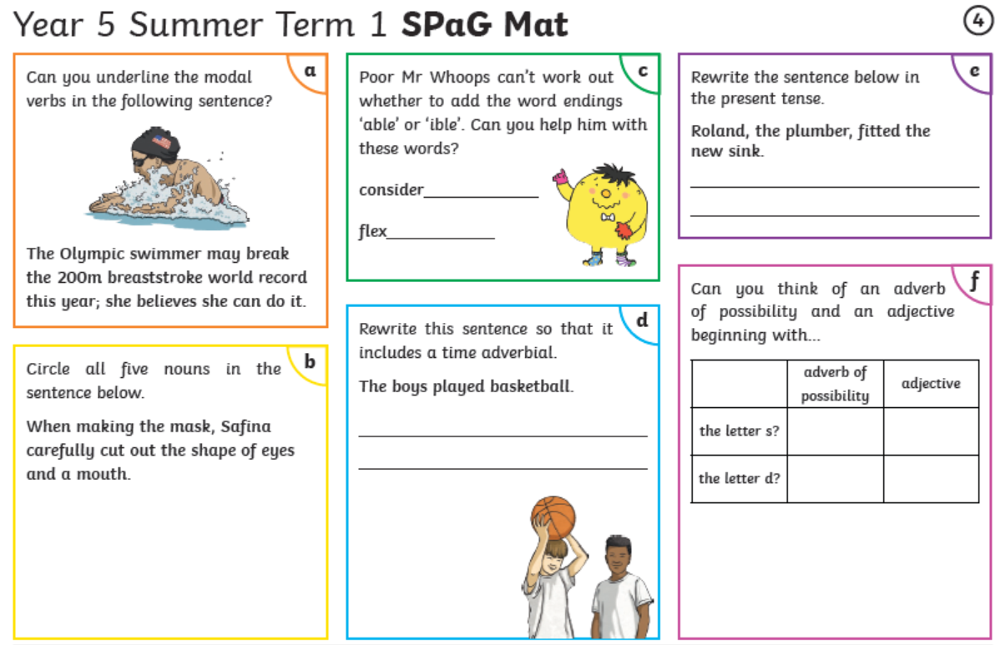 Year 5 Summer Term 1 SPaG Mat
4
a
Can you underline the modal
verbs in the following sentence?
The Olympic swimmer may break
the 200m breaststroke world record
this year; she believes she can do it.
b
Circle all five nouns in the
sentence below.
When making the mask, Safina
carefully cut out the shape of eyes
and a mouth.
c
Poor Mr Whoops can't work out
whether to add the word endings
'able' or 'ible'. Can you help him with
these words?
consider____________
flex____________
d
Rewrite this sentence so that it
includes a time adverbial.
The boys played basketball.
e
Rewrite the sentence below in
the present tense.
Roland, the plumber, fitted the
new sink.
f
Can you think of an adverb
of possibility and an adjective
beginning with...
adverb of
possibility
adjective
the letter s?
the letter d?